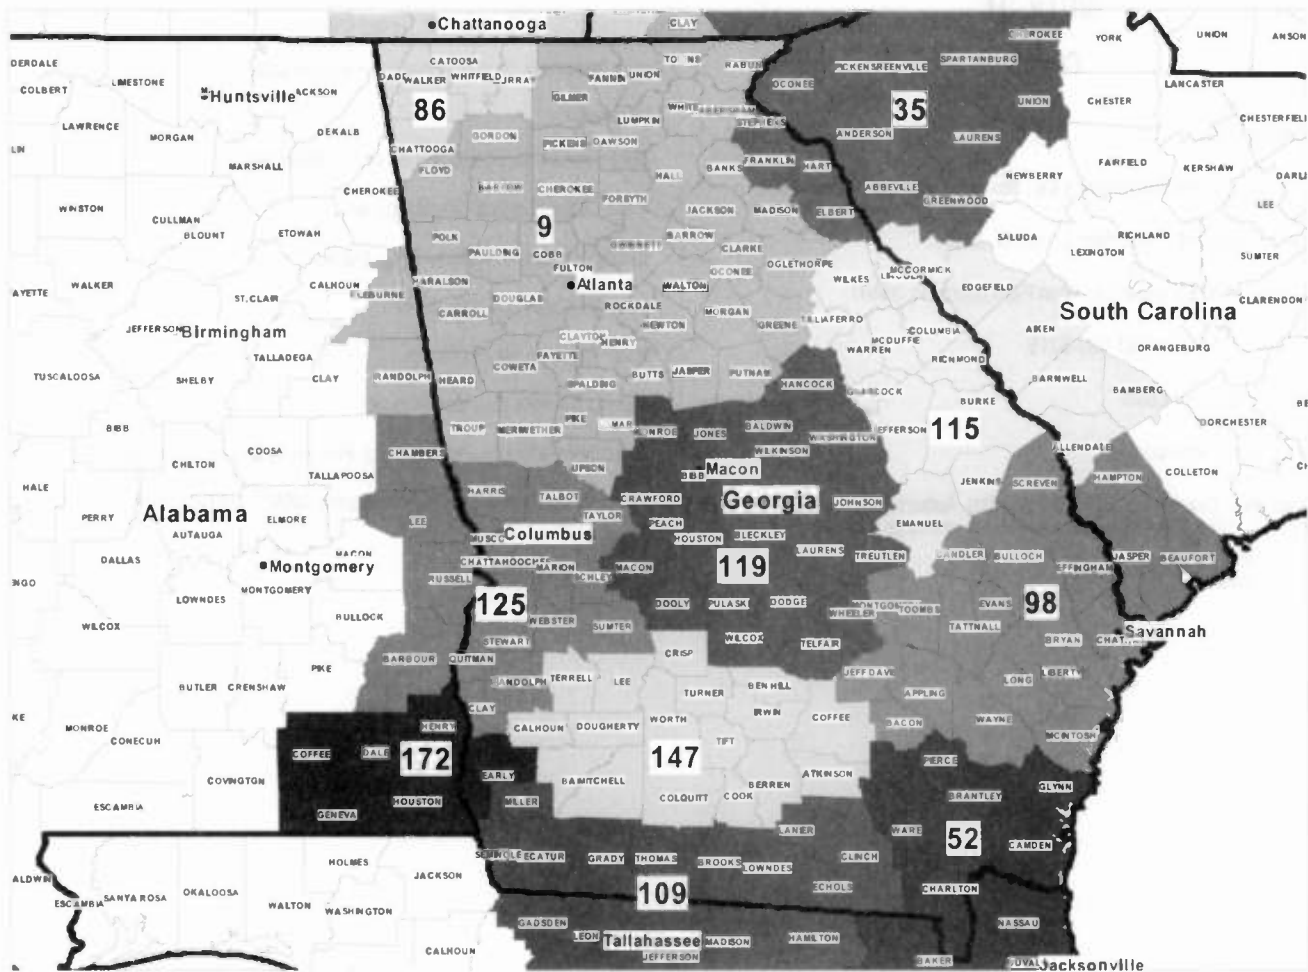 Chattanooga
CLAY
CHEROKEE
YORK
UNION
ANSON
DERDALE
LIMESTONE
CATOOSA
WALKER
WHITFIELD
FANNIN
UNION
RABUN
OCONEE
PICKENS
GREENVILLE
SPARTANBURG
COLBERT
Huntsville
ACKSON
86
GILMER
WHITE
35
UNION
CHESTER
LANCASTER
LAWRENCE
MORGAN
DEKALB
GORDON
LUMPKIN
STEPHENS
ANDERSON
LAURENS
CHESTERFIEL
LIN
MARSHALL
CHATTOOGA
PICKENS
DAWSON
FLOYD
HALL
BANKS
FRANKLIN
HART
FAIRFIELD
KERSHAW
DARLI
CHEROKEE
BARTOW
CHEROKEE
FORSYTH
ABBEVILLE
GREENWOOD
NEWBERRY
WINSTON
CULLMAN
BLOUNT
ETOWAH
POLK
9
JACKSON
MADISON
ELBERT
LEE
PAULDING
COBB
BARROW
CLARKE
SALUDA
RICHLAND
LEXINGTON
SUMTER
AYETTE
WALKER
CALHOUN
HARALSON
FULTON
Atlanta
WALTON
OCONEE
OGLETHORPE
WILKES
MCCORMICK
EDGEFIELD
ST.CLAIR
DOUGLAS
ROCKDALE
CLARENDON
CARROLL
NEWTON
MORGAN
GREENE
South Carolina
JEFFERSON
Birmingham
CLAYTON
HENRY
COLUMBIA
AIKEN
TALLADEGA
FAYETTE
MCDUFFIE
WARREN
RICHMOND
ORANGEBURG
TUSCALOOSA
SHELBY
CLAY
RANDOLPH
HEARD
COWETA
SPALDING
BUTTS
JASPER
PUTNAM
HANCOCK
BARNWELL
BAMBERG
BURKE
BIBB
TROUP
MERIWETHER
PIKE
JONES
BALDWIN
WASHINGTON
EFFERSON
115
DORCHESTER
COOSA
CHAMBERS
WILKINSON
ALLENDALE
CHILTON
TALLAPOOSA
UPSON
BIBB
Macon
COLLETON
HALE
HARRIS
TALBOT
CRAWFORD
Georgia
JOHNSON
JENKINS
SCREVEN
HAMPTON
PERRY
Alabama
ELMORE
LEE
TAYLOR
PEACH
EMANUEL
AUTAUGA
Columbus
HOUSTON
BLECKLEY
DALLAS
MACON
CHATTAHOOCHEE
MARION
LAURENS
TREUTLEN
CANDLER
BULLOCH
JASPER
BEAUFORT
Montgomery
RUSSELL
SCHLEY
MACON
119
EFFINGHAM
MONTGOMERY
LOWNDES
125
DOOLY
PULASKI
DODGE
TOOMBS
EVANS
98
BULLOCK
WEBSTER
SUMTER
WHEELER
TATTNALL
WILCOX
STEWART
WILCOX
TELFAIR
BRYAN
Savannah
PIKE
BARBOUR
QUITMAN
CRISP
JEFF DAVIS
LONG
LIBERTY
BUTLER
CRENSHAW
TERRELL
LEE
TURNER
BEN HILL
APPLING
CLAY
IRWIN
COFFEE
BACON
WAYNE
MONROE
CONECUH
HENRY
CALHOUN
DOUGHERTY
WORTH
TIFT
MCINTOSH
COFFEE
DALE
172
147
PIERCE
COVINGTON
EARLY
MITCHELL
BERRIEN
ATKINSON
GLYNN
ESCAMBIA
GENEVA
HOUSTON
MILLER
COLQUITT
COOK
BRANTLEY
LANIER
WARE
52
CAMDEN
HOLMES
SEMINOLE
ECATUR
GRADY
THOMAS
BROOKS
LOWNDES
CLINCH
ALDWIN
JACKSON
ECHOLS
CHARLTON
ESCAMBIA
SANTA ROSA
OKALOOSA
WALTON
WASHINGTON
109
GADSDEN
NASSAU
CALHOUN
LEON
Tallahassee
MADISON
HAMILTON
JEFFERSON
BAKER
DUVAL
Jacksonville